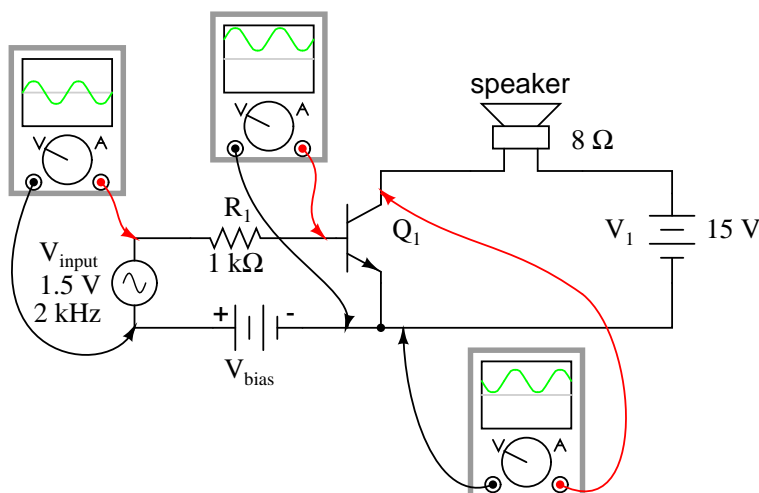 speaker
8 Ω
V A
V A
R1
1 kΩ
Vinput
1.5 V
2 kHz
Q1
V1
15 V
+ -
Vbias
V A